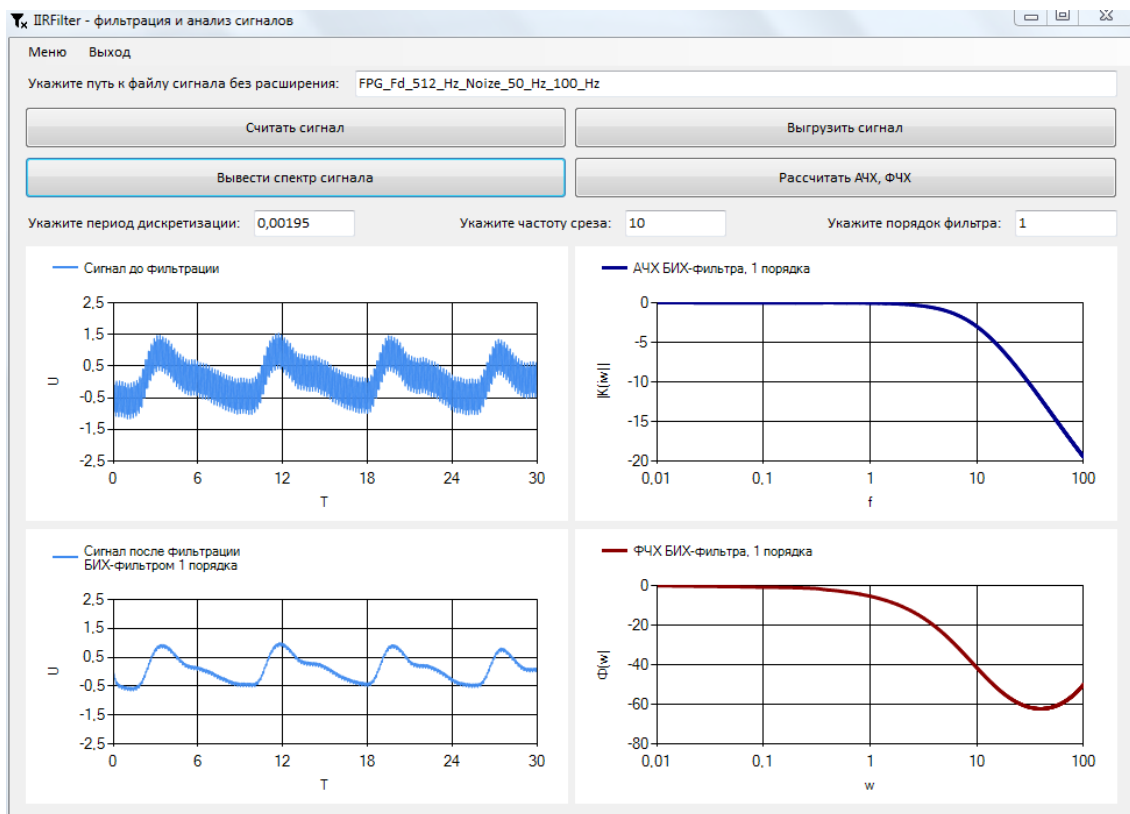 IIRFilter - фильтрация и анализ сигналов
Меню Выход
Укажите путь к файлу сигнала без расширения: FPG_Fd_512_Hz_Noize_50_Hz_100_Hz
Считать сигнал
Выгрузить сигнал
Вывести спектр сигнала
Рассчитать АЧХ, ФЧХ
Укажите период дискретизации: 0,00195 Укажите частоту среза: 10 Укажите порядок фильтра: 1
Сигнал до фильтрации
2,5
1,5
0,5
-0,5
-1,5
-2,5
U
0 6 12 18 24 30
T
АЧХ БИХ-фильтра, 1 порядка
0
-5
-10
-15
-20
|K(iw)|
0,01 0,1 1 10 100
f
Сигнал после фильтрации
БИХ-фильтром 1 порядка
2,5
1,5
0,5
-0,5
-1,5
-2,5
U
0 6 12 18 24 30
T
ФЧХ БИХ-фильтра, 1 порядка
0
-20
-40
-60
-80
Ф(w)
0,01 0,1 1 10 100
w